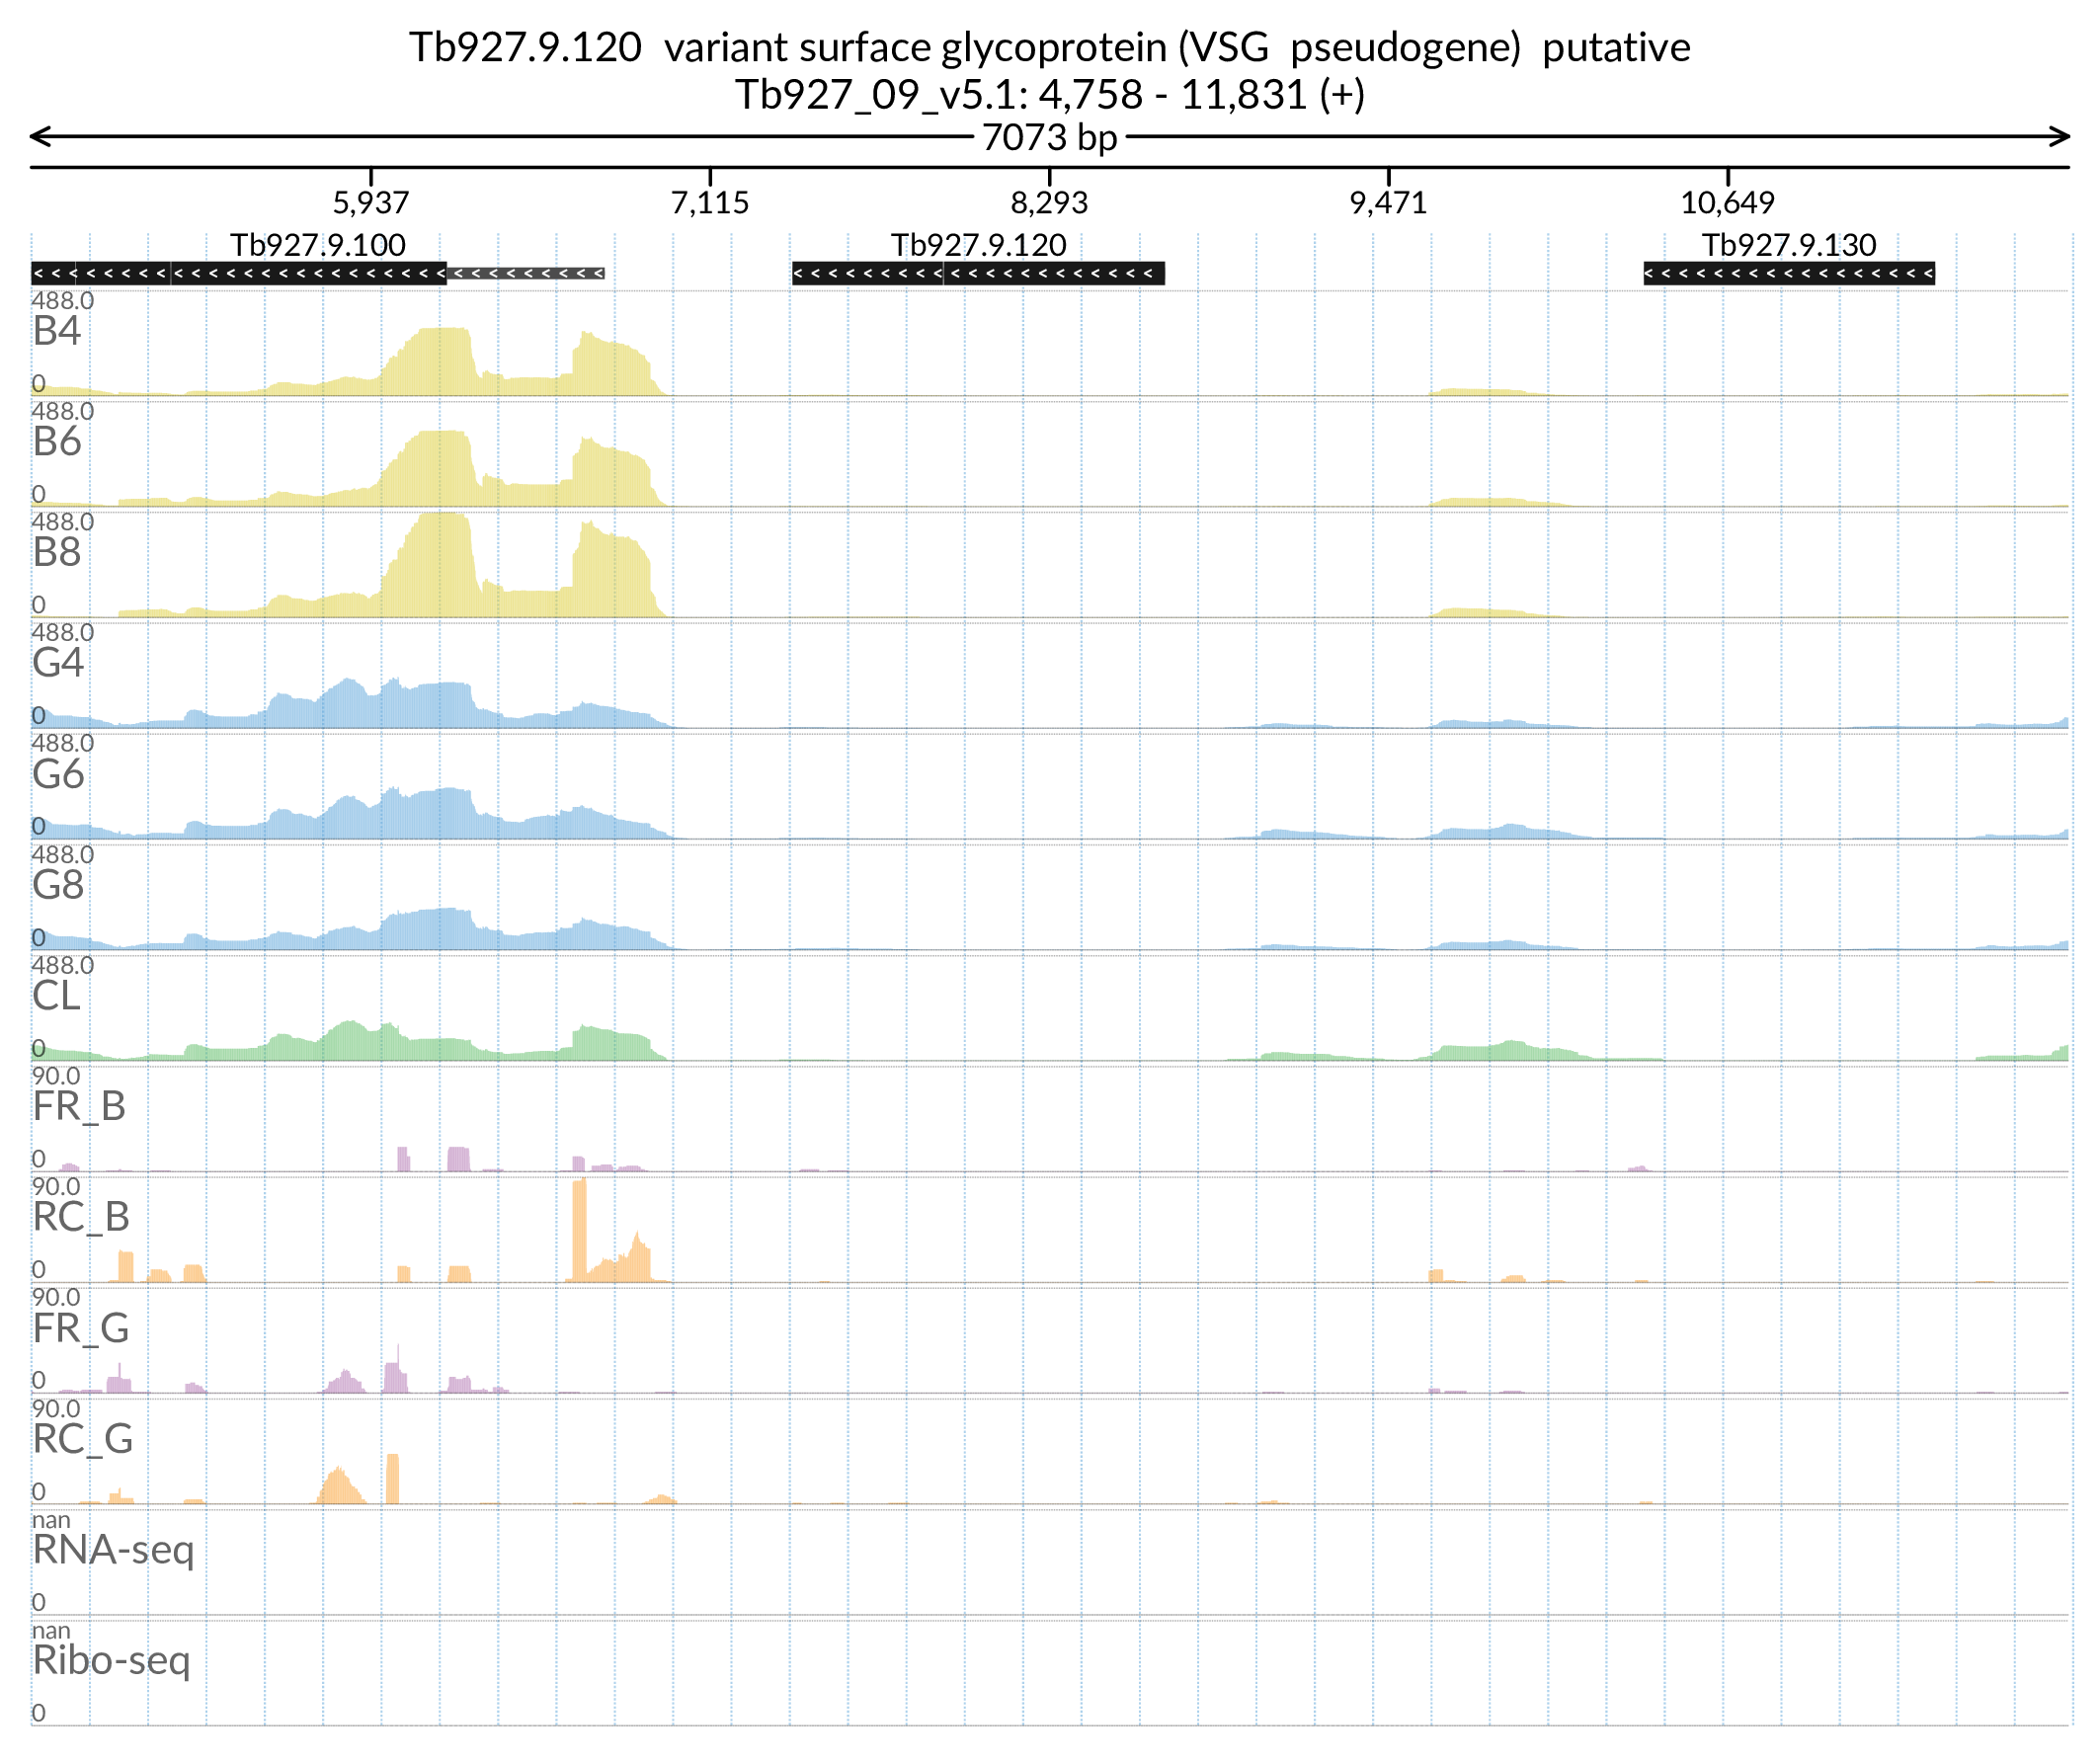 Tb927.9.120  variant surface glycoprotein (VSG  pseudogene)  putative
Tb927_09_v5.1: 4,758 - 11,831 (+)
7073 bp
5,937 7,115 8,293 9,471 10,649
Tb927.9.100 Tb927.9.120 Tb927.9.130
488.0
B4
0
488.0
B6
0
488.0
B8
0
488.0
G4
0
488.0
G6
0
488.0
G8
0
488.0
CL
0
90.0
FR_B
0
90.0
RC_B
0
90.0
FR_G
0
90.0
RC_G
0
nan
RNA-seq
0
nan
Ribo-seq
0